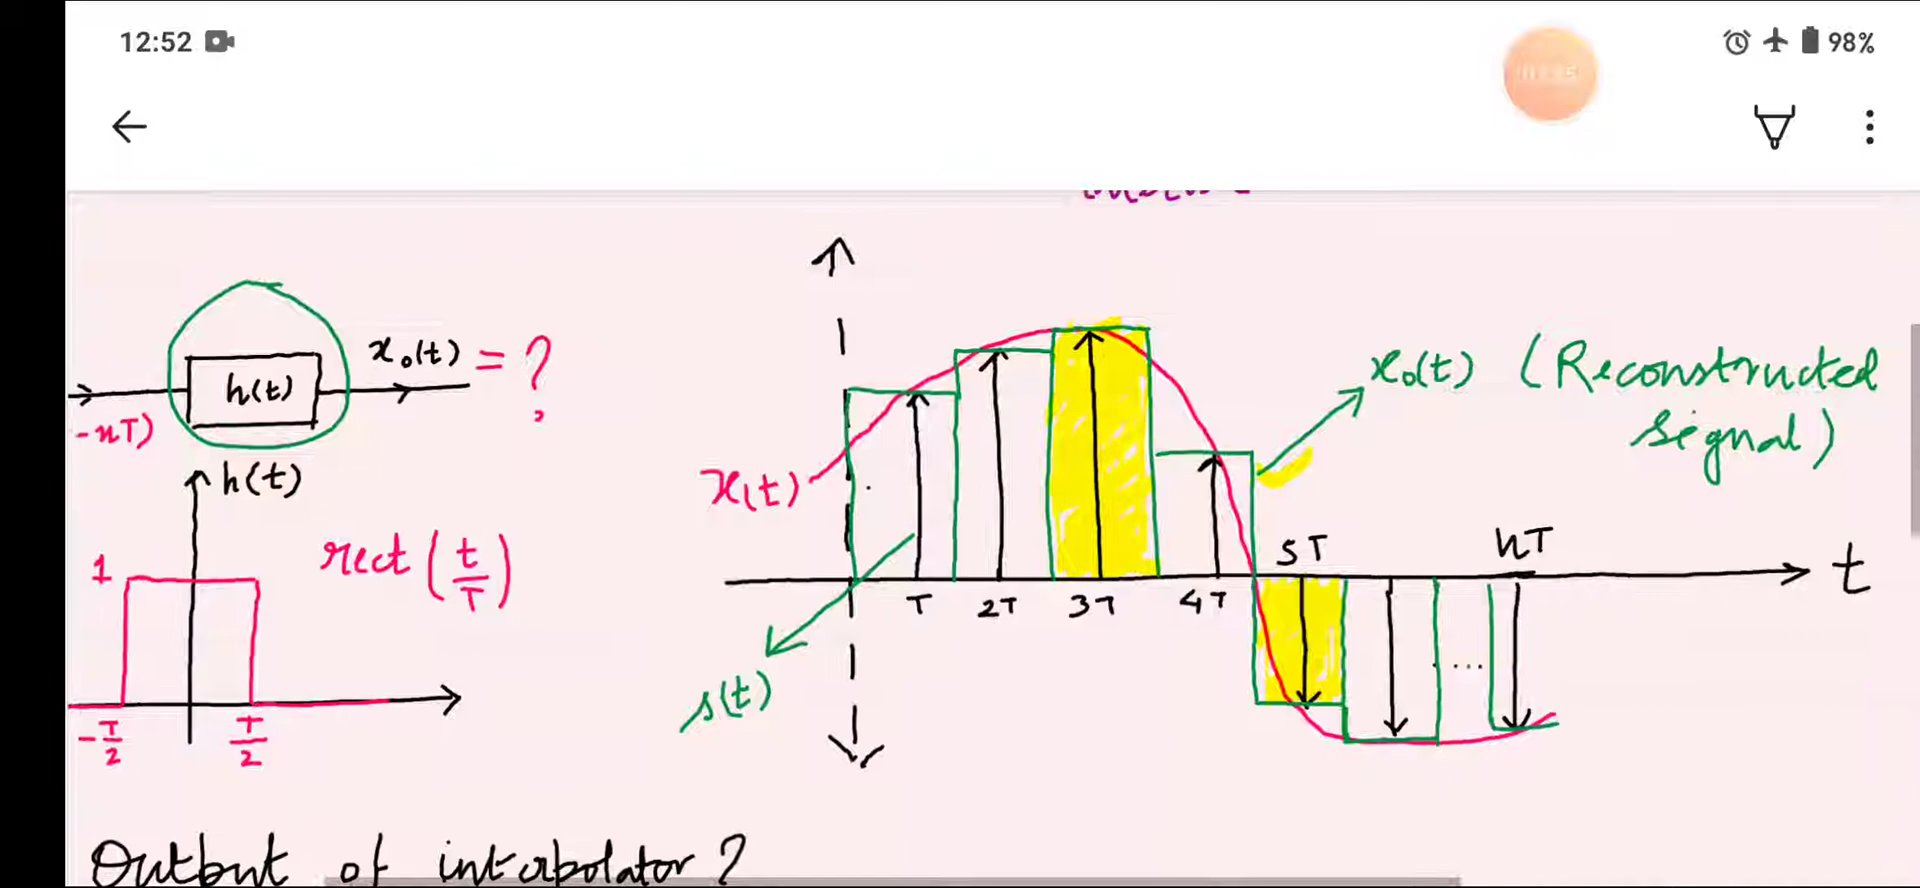 12:52
98%
x₀(t) = ?
h(t)
-nT)
h(t)
1
rect(t/T)
-T/2
T/2
x₀(t) (Reconstructed
signal)
x(t)
5T
nT
t
T 2T 3T 4T
....
s(t)
Output of interpolator?